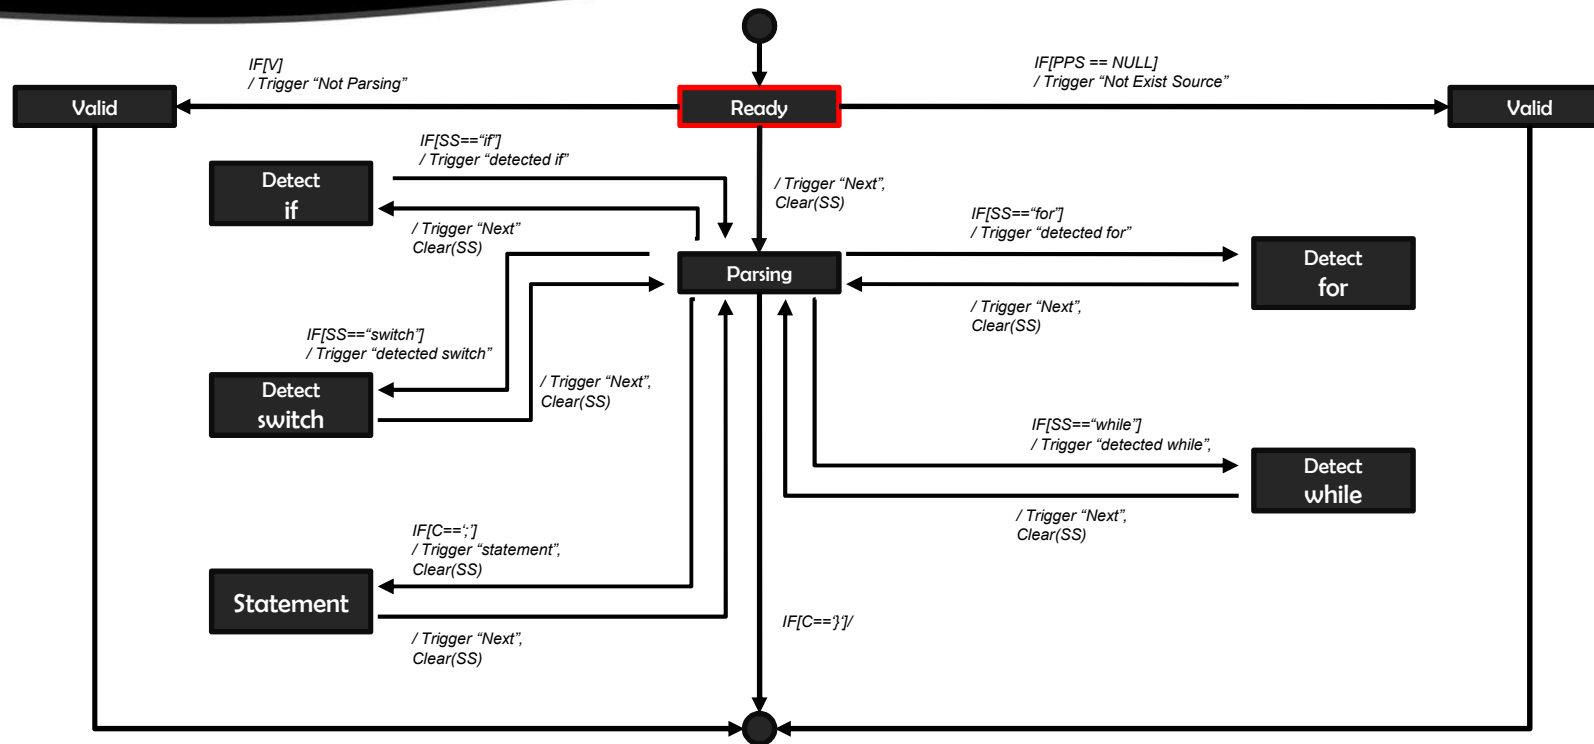 IF[V]
/ Trigger “Not Parsing”
IF[PPS == NULL]
/ Trigger “Not Exist Source”
Valid
Ready
Valid
IF[SS==“if”]
/ Trigger “detected if”
Detect
if
/ Trigger “Next”,
Clear(SS)
/ Trigger “Next”
Clear(SS)
IF[SS==“for”]
/ Trigger “detected for”
Parsing
Detect
for
/ Trigger “Next”,
Clear(SS)
IF[SS==“switch”]
/ Trigger “detected switch”
Detect
switch
/ Trigger “Next”,
Clear(SS)
IF[SS==“while”]
/ Trigger “detected while”,
Detect
while
/ Trigger “Next”,
Clear(SS)
IF[C==‘;’]
/ Trigger “statement”,
Clear(SS)
Statement
/ Trigger “Next”,
Clear(SS)
IF[C==‘}‘]/